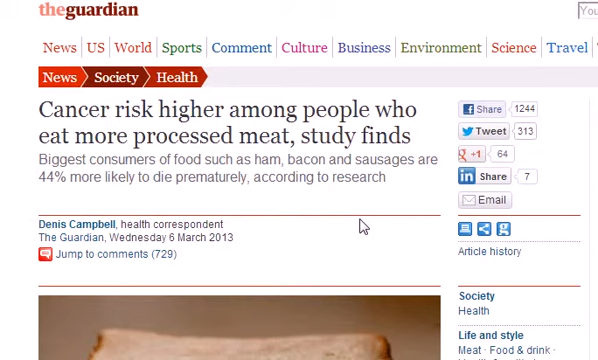 theguardian
You
News US World Sports Comment Culture Business Environment Science Travel
News Society Health
Cancer risk higher among people who
eat more processed meat, study finds
Biggest consumers of food such as ham, bacon and sausages are
44% more likely to die prematurely, according to research
Denis Campbell, health correspondent
The Guardian, Wednesday 6 March 2013
Jump to comments (729)
Share 1244
Tweet 313
+1 64
Share 7
Email
Article history
Society
Health
Life and style
Meat · Food & drink ·